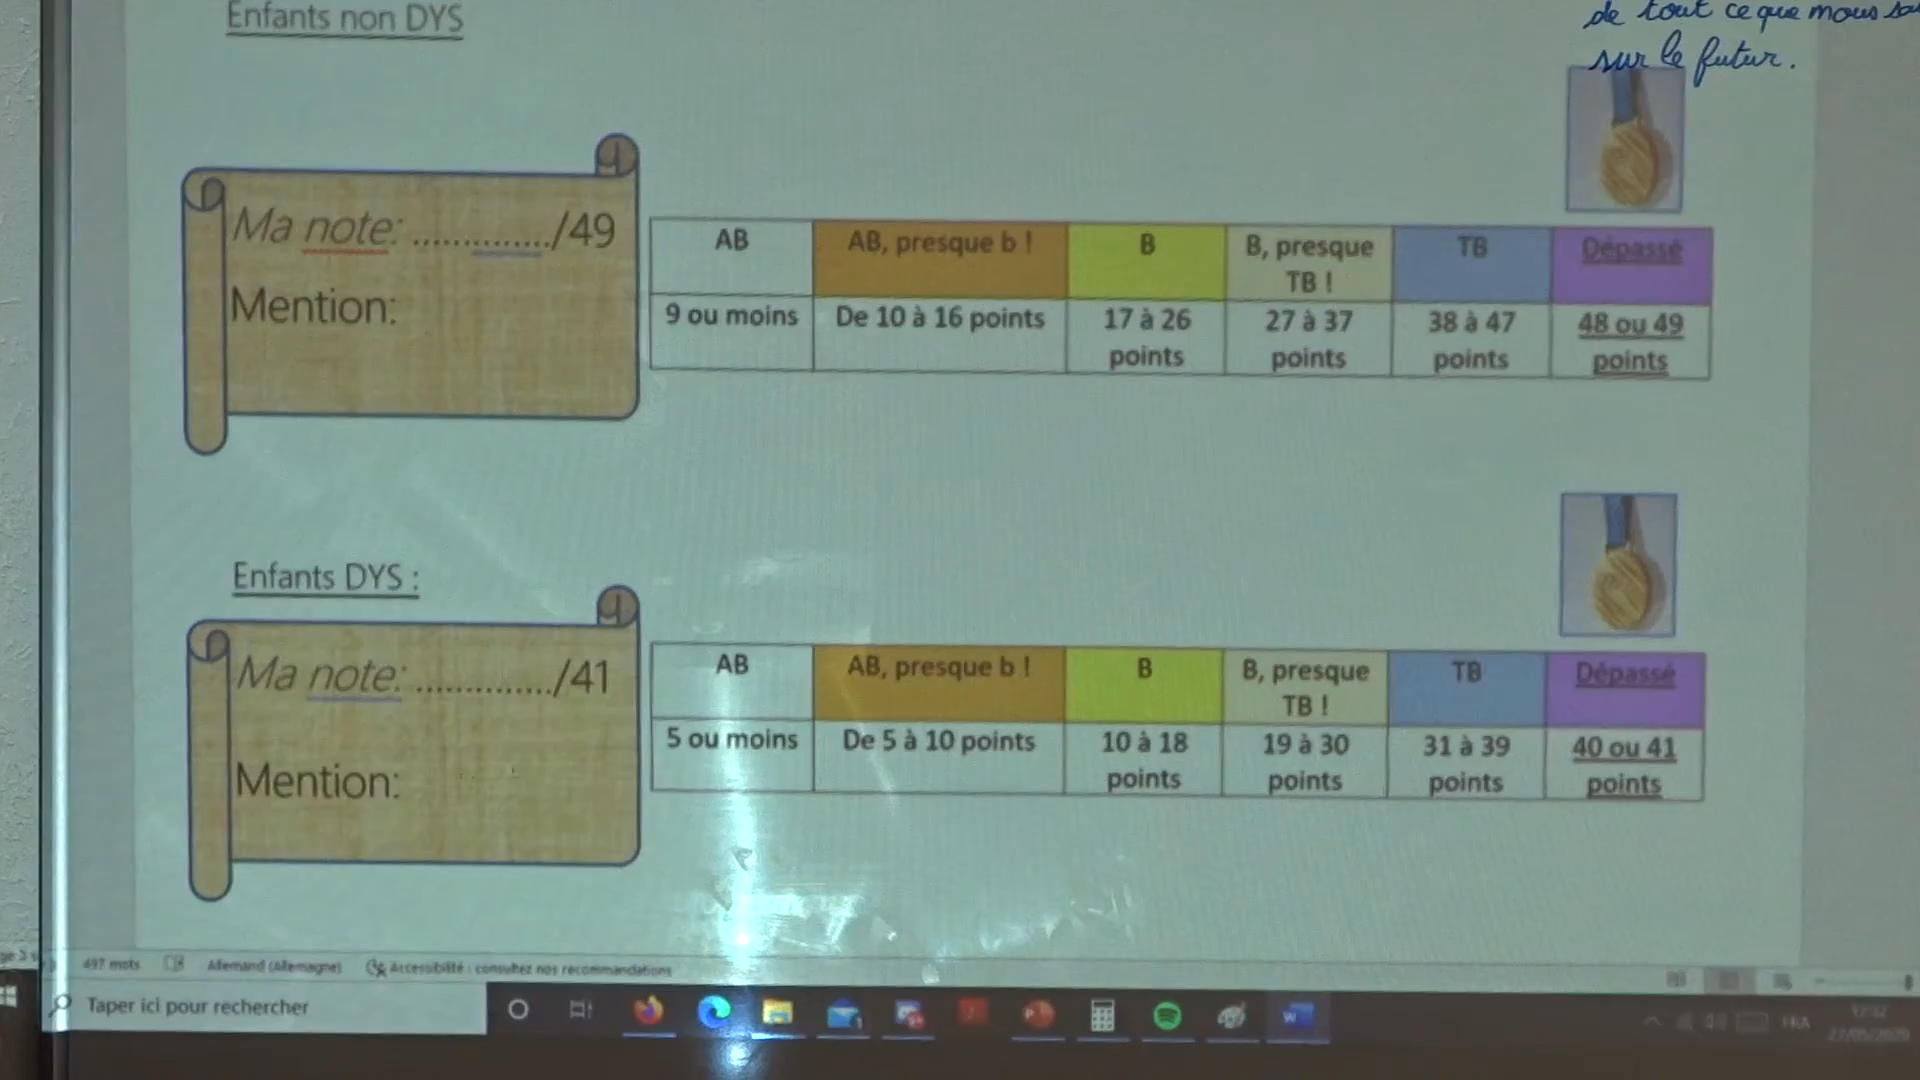 Enfants non DYS
de tout ce que nous
sur le futur.
Ma note: ............../49
Mention:
AB
AB, presque b !
B
B, presque
TB !
TB
Dépassé
9 ou moins
De 10 à 16 points
17 à 26
points
27 à 37
points
38 à 47
points
48 ou 49
points
Enfants DYS :
Ma note: ............../41
Mention:
AB
AB, presque b !
B
B, presque
TB !
TB
Dépassé
5 ou moins
De 5 à 10 points
10 à 18
points
19 à 30
points
31 à 39
points
40 ou 41
points
497 mots
Allemand (Allemagne)
Accessibilité : consultez nos recommandations
Taper ici pour rechercher
FRA